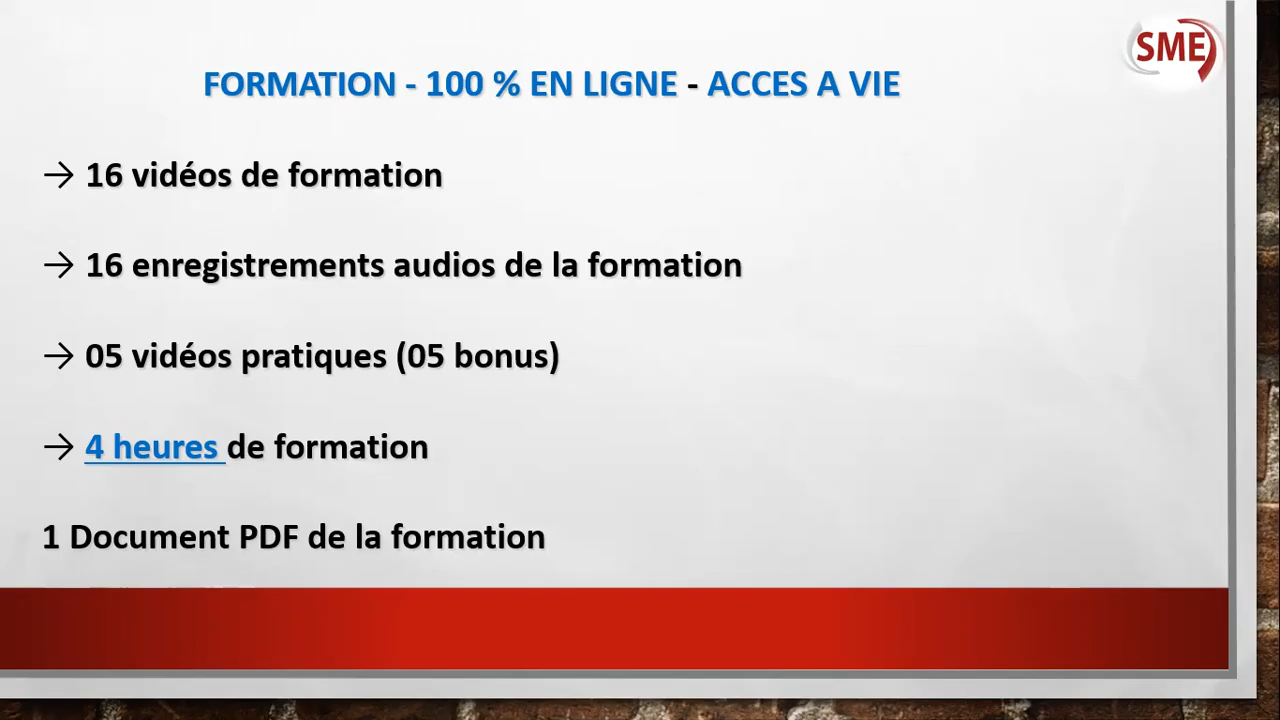 SME
FORMATION - 100 % EN LIGNE - ACCES A VIE
→ 16 vidéos de formation
→ 16 enregistrements audios de la formation
→ 05 vidéos pratiques (05 bonus)
→ 4 heures de formation
1 Document PDF de la formation